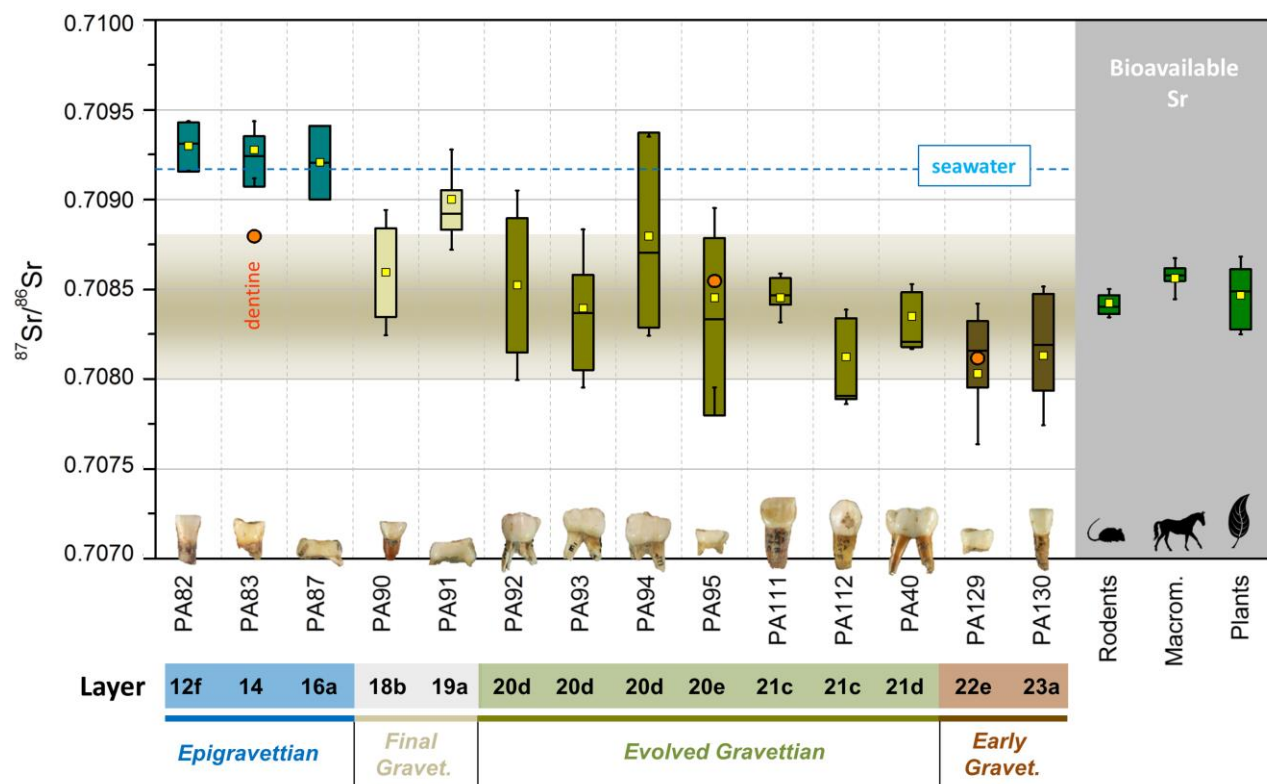 0.7100
0.7095
0.7090
0.7085
0.7080
0.7075
0.7070
⁸⁷Sr/⁸⁶Sr
Bioavailable
Sr
seawater
dentine
PA82 PA83 PA87 PA90 PA91 PA92 PA93 PA94 PA95 PA111 PA112 PA40 PA129 PA130 Rodents Macrom. Plants
Layer 12f 14 16a 18b 19a 20d 20d 20d 20e 21c 21c 21d 22e 23a
Epigravettian Final Gravet. Evolved Gravettian Early Gravet.